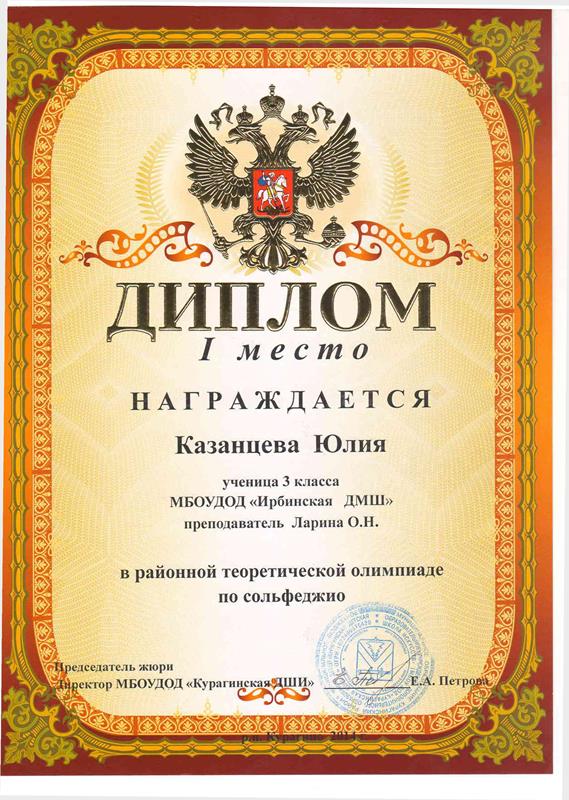 ДИПЛОМ
I место
НАГРАЖДАЕТСЯ
Казанцева Юлия
ученица 3 класса
МБОУДОД «Ирбинская ДМШ»
преподаватель Ларина О.Н.
в районной теоретической олимпиаде
по сольфеджио
Председатель жюри
Директор МБОУДОД «Курагинская ДШИ» Е.А. Петрова
р.п. Курагино